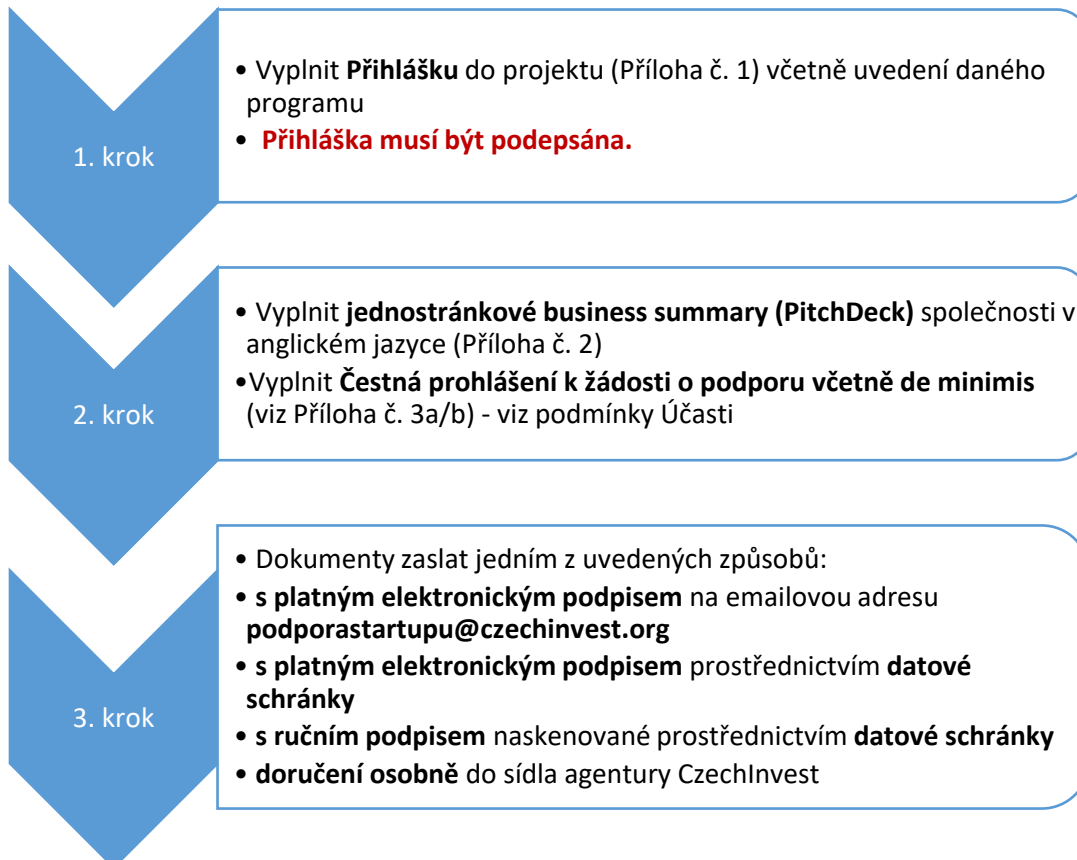 1. krok
• Vyplnit Přihlášku do projektu (Příloha č. 1) včetně uvedení daného
programu
• Přihláška musí být podepsána.
2. krok
• Vyplnit jednostránkové business summary (PitchDeck) společnosti v
anglickém jazyce (Příloha č. 2)
•Vyplnit Čestná prohlášení k žádosti o podporu včetně de minimis
(viz Příloha č. 3a/b) - viz podmínky Účasti
3. krok
• Dokumenty zaslat jedním z uvedených způsobů:
• s platným elektronickým podpisem na emailovou adresu
podporastartupu@czechinvest.org
• s platným elektronickým podpisem prostřednictvím datové
schránky
• s ručním podpisem naskenované prostřednictvím datové schránky
• doručení osobně do sídla agentury CzechInvest